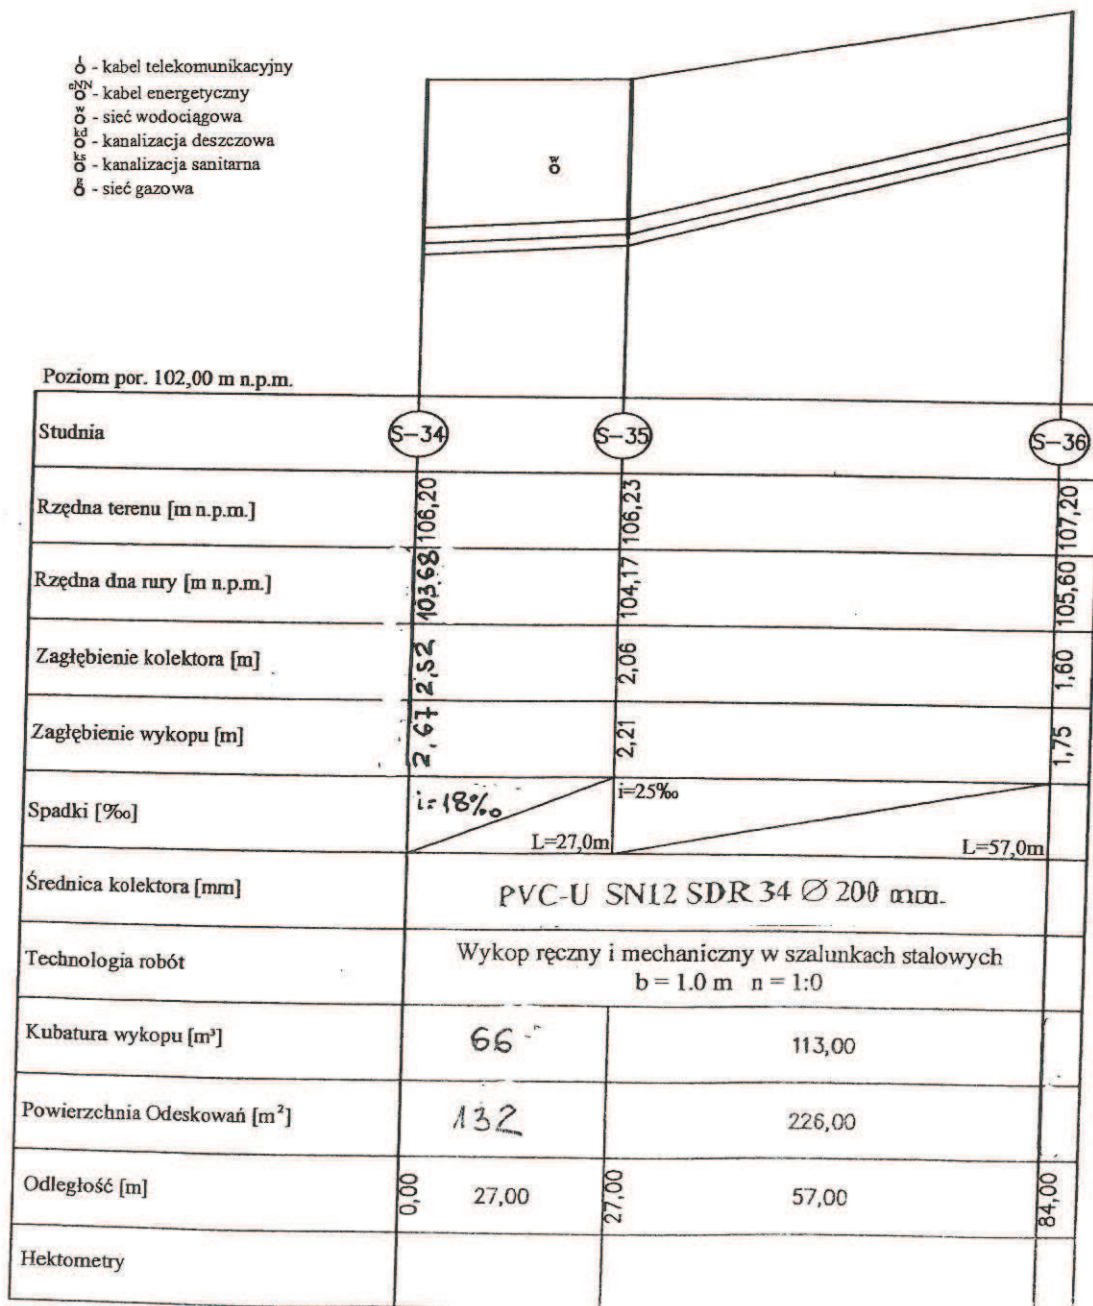 ł - kabel telekomunikacyjny
eNN - kabel energetyczny
w - sieć wodociągowa
kd - kanalizacja deszczowa
ks - kanalizacja sanitarna
g - sieć gazowa
w
Poziom por. 102,00 m n.p.m.
Studnia S-34 S-35 S-36
Rzędna terenu [m n.p.m.] 106,20 106,23 107,20
Rzędna dna rury [m n.p.m.] 103,68 104,17 105,60
Zagłębienie kolektora [m] 2,52 2,06 1,60
Zagłębienie wykopu [m] 2,67 2,21 1,75
Spadki [‰] i=18‰ L=27,0m i=25‰ L=57,0m
Średnica kolektora [mm] PVC-U SN12 SDR 34 Ø 200 mm.
Technologia robót Wykop ręczny i mechaniczny w szalunkach stalowych
b = 1.0 m n = 1:0
Kubatura wykopu [m³] 66 113,00
Powierzchnia Odeskowań [m²] 132 226,00
Odległość [m] 0,00 27,00 27,00 57,00 84,00
Hektometry